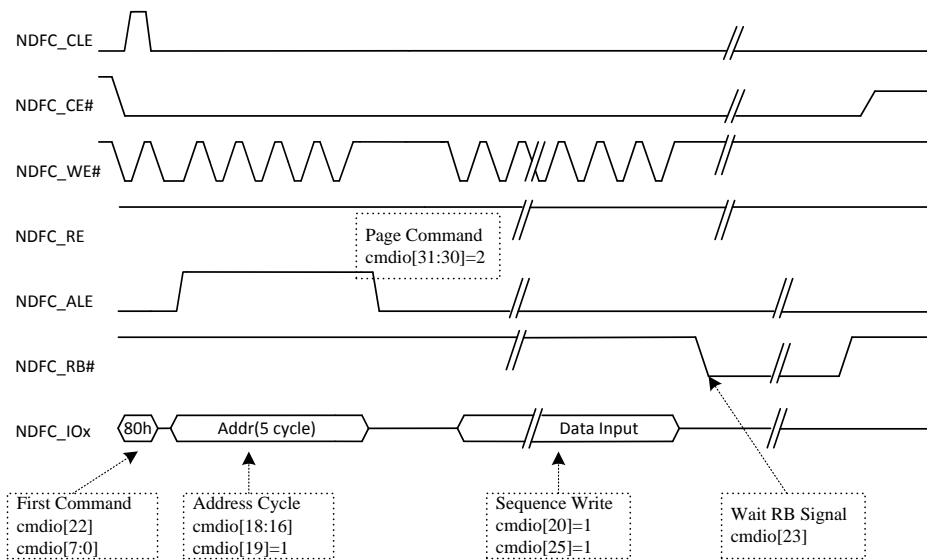 NDFC_CLE
NDFC_CE#
NDFC_WE#
NDFC_RE
Page Command
cmdio[31:30]=2
NDFC_ALE
NDFC_RB#
NDFC_IOx
80h
Addr(5 cycle)
Data Input
First Command
cmdio[22]
cmdio[7:0]
Address Cycle
cmdio[18:16]
cmdio[19]=1
Sequence Write
cmdio[20]=1
cmdio[25]=1
Wait RB Signal
cmdio[23]